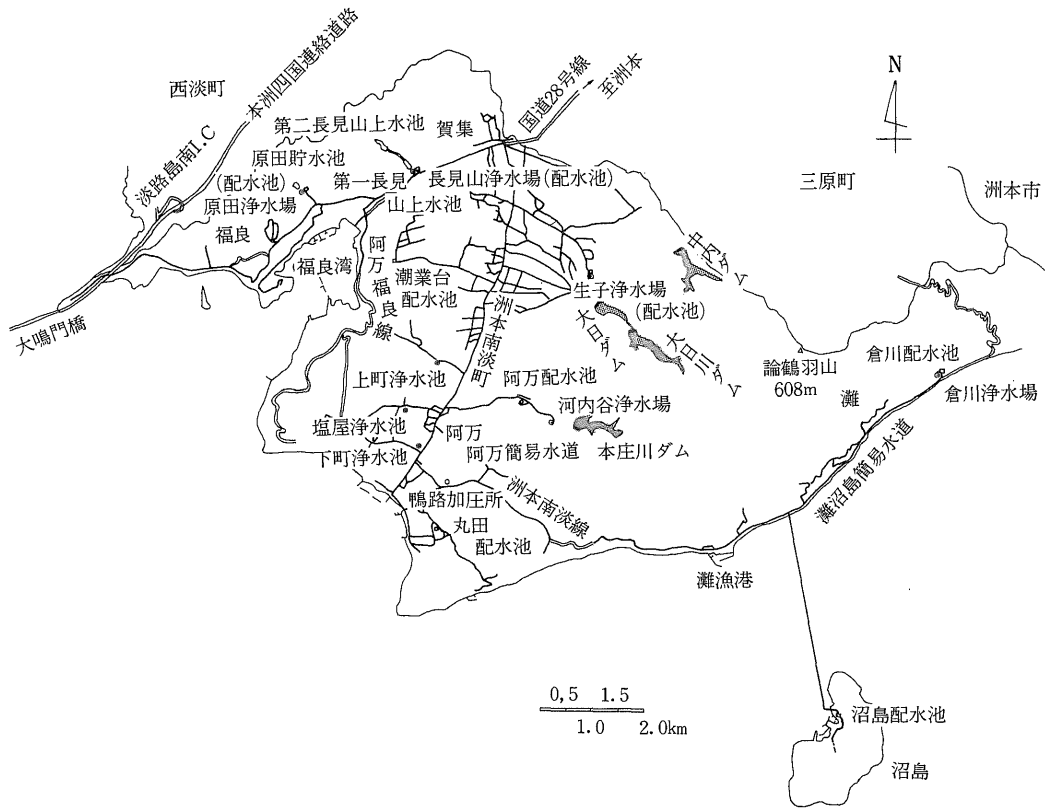 西淡町
本洲四国連絡道路
国道28号線
至洲本
N
第二長見山上水池
賀集
原田貯水池
(配水池)
第一長見
山上水池
長見山浄水場(配水池)
三原町
洲本市
淡路島南I.C
原田浄水場
福良
福良湾
阿万福良線
潮業台
配水池
中内ダム
生子浄水場
(配水池)
洲本南淡町
大日ダム
大日川ダム
大鳴門橋
論鶴羽山
608m
倉川配水池
倉川浄水場
灘
上町浄水池
阿万配水池
河内谷浄水場
塩屋浄水池
阿万
下町浄水池
阿万簡易水道
本庄川ダム
洲本南淡線
灘沼島簡易水道
鴨路加圧所
丸田
配水池
灘漁港
0,5 1.5
1.0 2.0km
沼島配水池
沼島